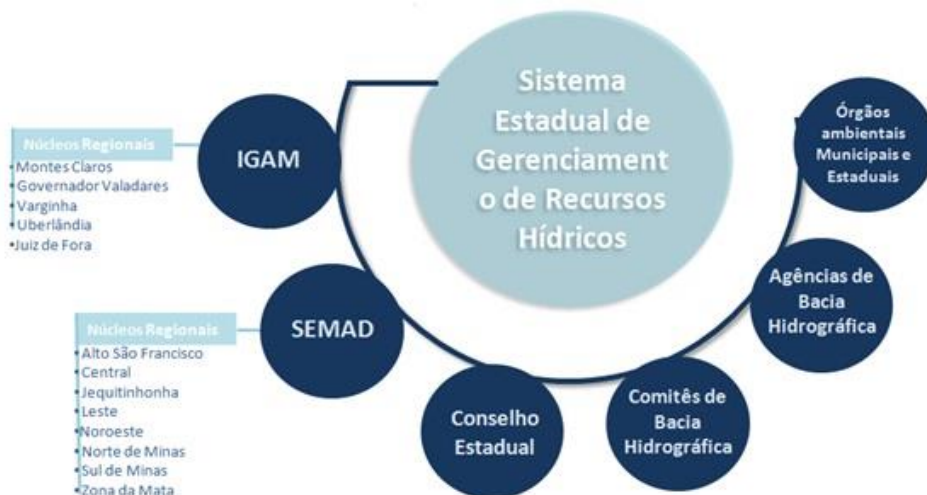 Sistema
Estadual de
Gerenciament
o de Recursos
Hídricos
IGAM
Núcleos Regionais
•Montes Claros
•Governador Valadares
•Varginha
•Uberlândia
•Juiz de Fora
SEMAD
Núcleos Regionais
•Alto São Francisco
•Central
•Jequitinhonha
•Leste
•Noroeste
•Norte de Minas
•Sul de Minas
•Zona da Mata
Conselho
Estadual
Comitês de
Bacia
Hidrográfica
Agências de
Bacia
Hidrográfica
Órgãos
ambientais
Municipais e
Estaduais